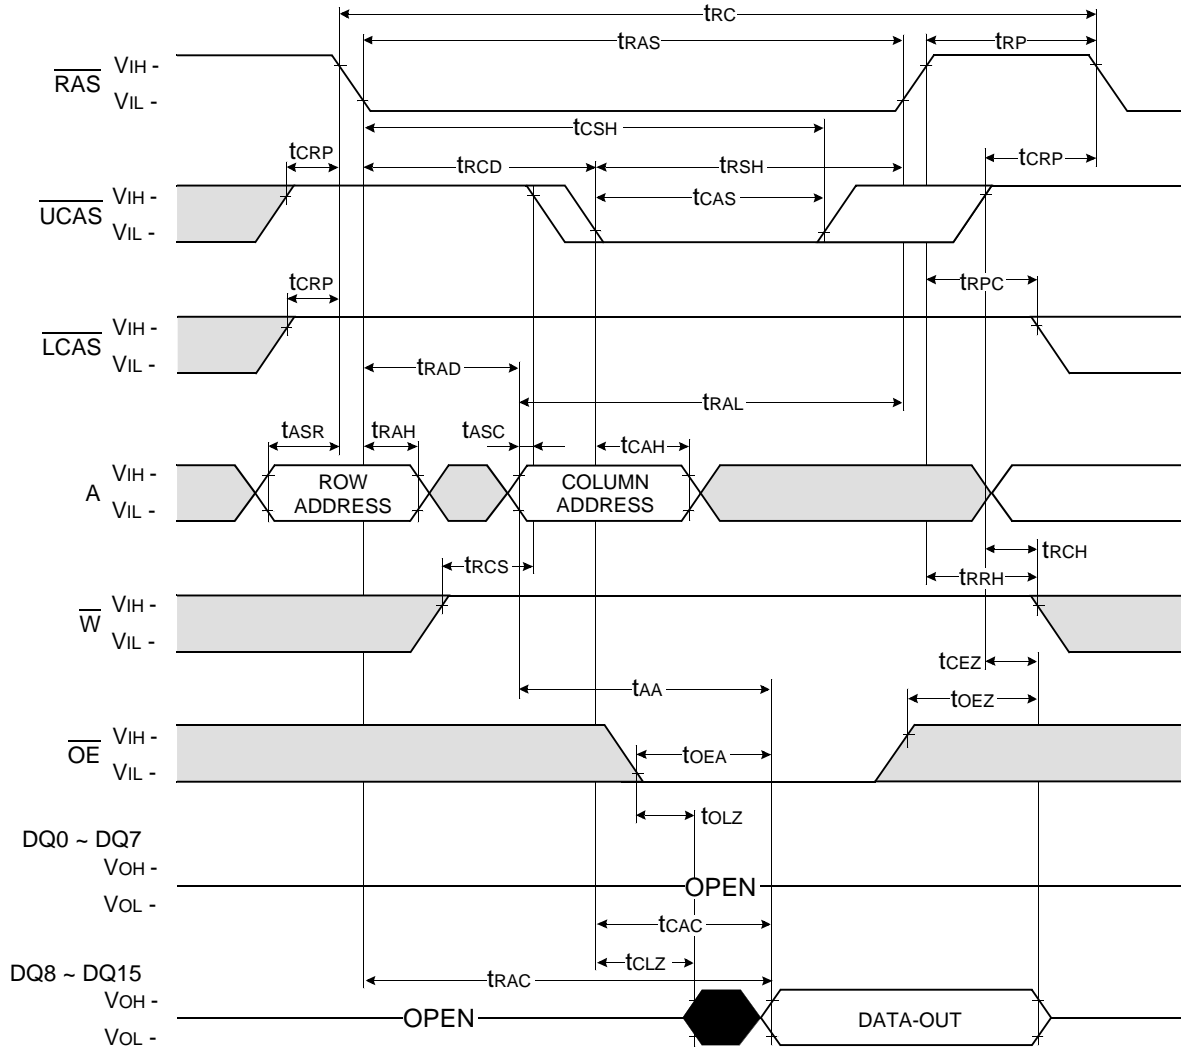 tRC
tRAS tRP
RAS VIH -
VIL -
tCSH
tCRP tRCD tRSH tCRP
UCAS VIH -
tCAS
VIL -
tCRP tRPC
LCAS VIH -
VIL -
tRAD
tRAL
tASR tRAH tASC tCAH
A VIH -
VIL -
ROW
ADDRESS
COLUMN
ADDRESS
tRCS tRCH
tRRH
W VIH -
VIL -
tCEZ
tAA tOEZ
OE VIH -
tOEA
VIL -
tOLZ
DQ0 ~ DQ7
VOH -
OPEN
VOL -
tCAC
tCLZ
DQ8 ~ DQ15
tRAC
VOH -
OPEN DATA-OUT
VOL -